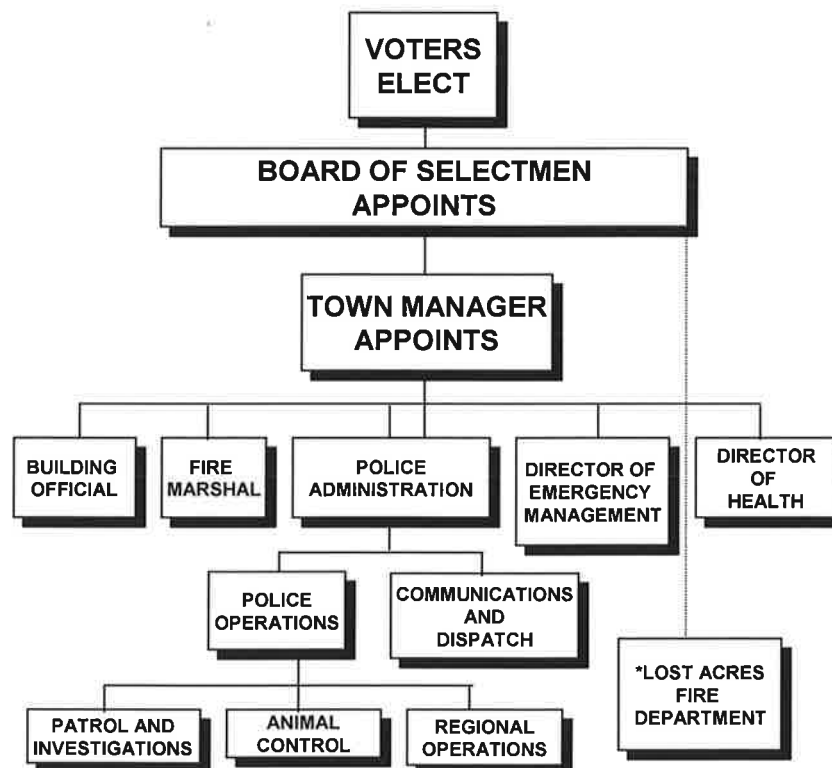 VOTERS
ELECT
BOARD OF SELECTMEN
APPOINTS
TOWN MANAGER
APPOINTS
BUILDING
OFFICIAL
FIRE
MARSHAL
POLICE
ADMINISTRATION
DIRECTOR OF
EMERGENCY
MANAGEMENT
DIRECTOR
OF
HEALTH
POLICE
OPERATIONS
COMMUNICATIONS
AND
DISPATCH
*LOST ACRES
FIRE
DEPARTMENT
PATROL AND
INVESTIGATIONS
ANIMAL
CONTROL
REGIONAL
OPERATIONS